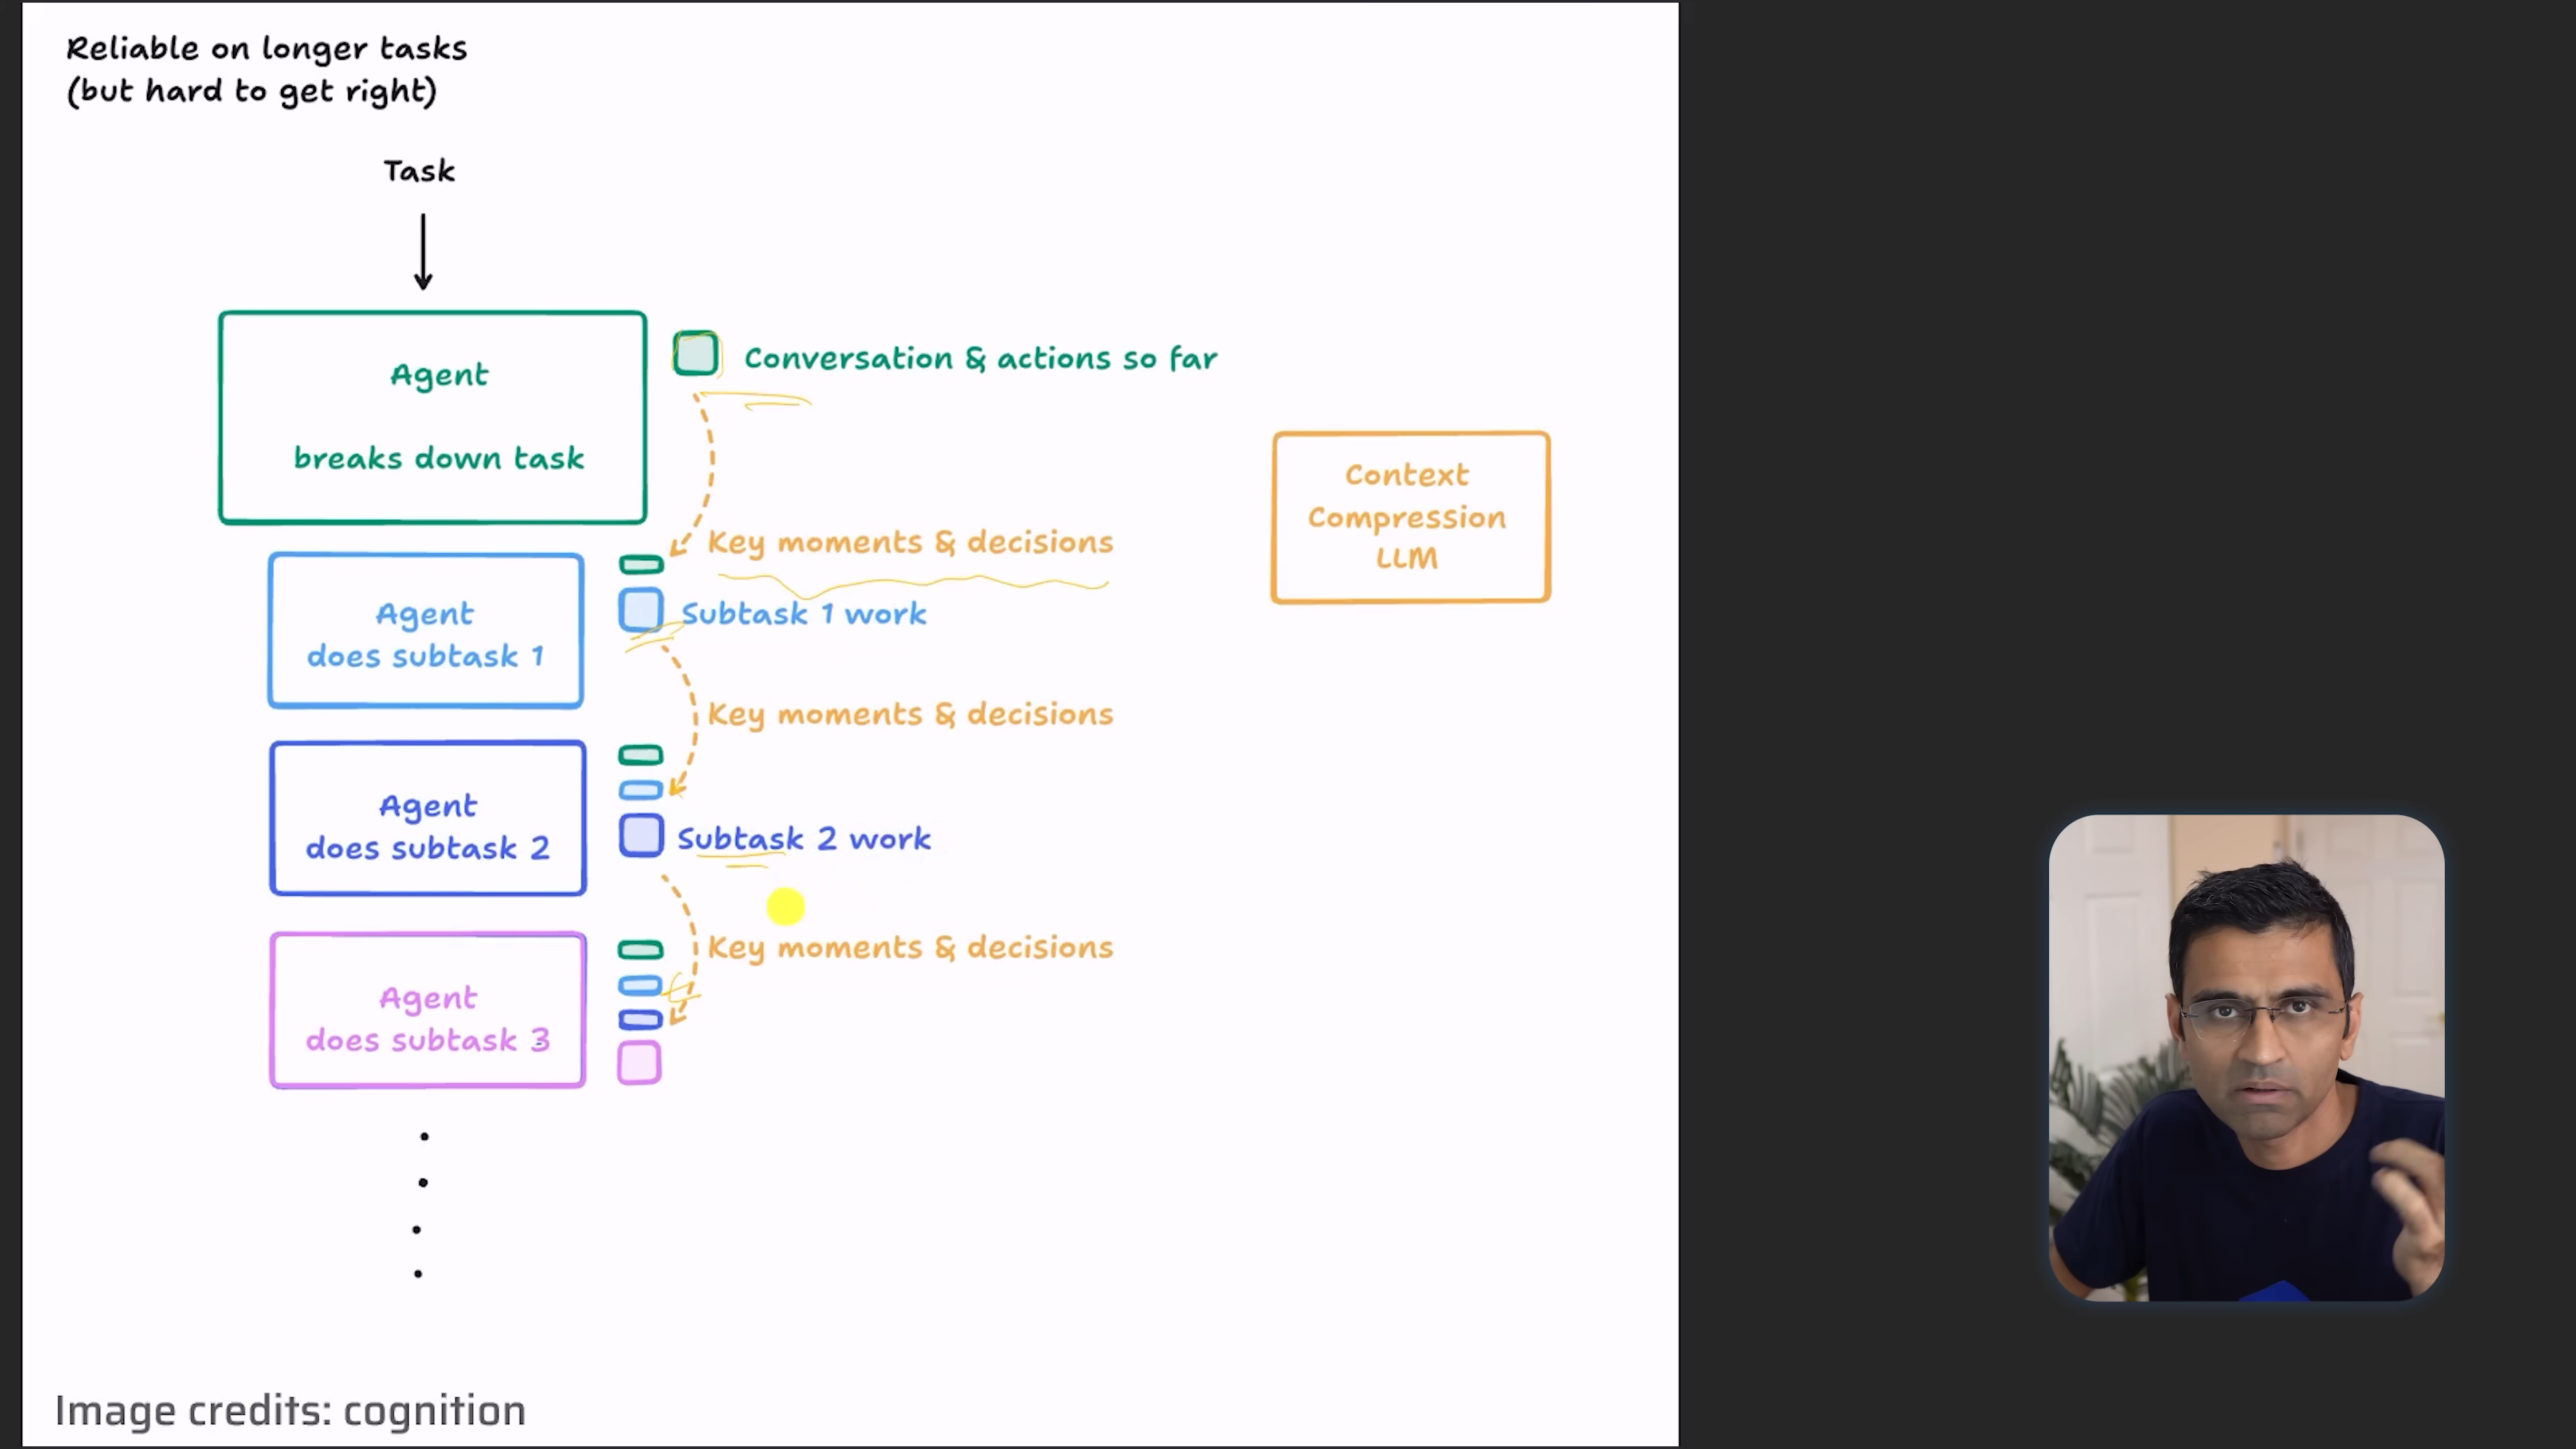 Reliable on longer tasks
(but hard to get right)
Task
Agent
breaks down task
Conversation & actions so far
Context
Compression
LLM
Key moments & decisions
Agent
does subtask 1
Subtask 1 work
Key moments & decisions
Agent
does subtask 2
Subtask 2 work
Key moments & decisions
Agent
does subtask 3
Image credits: cognition